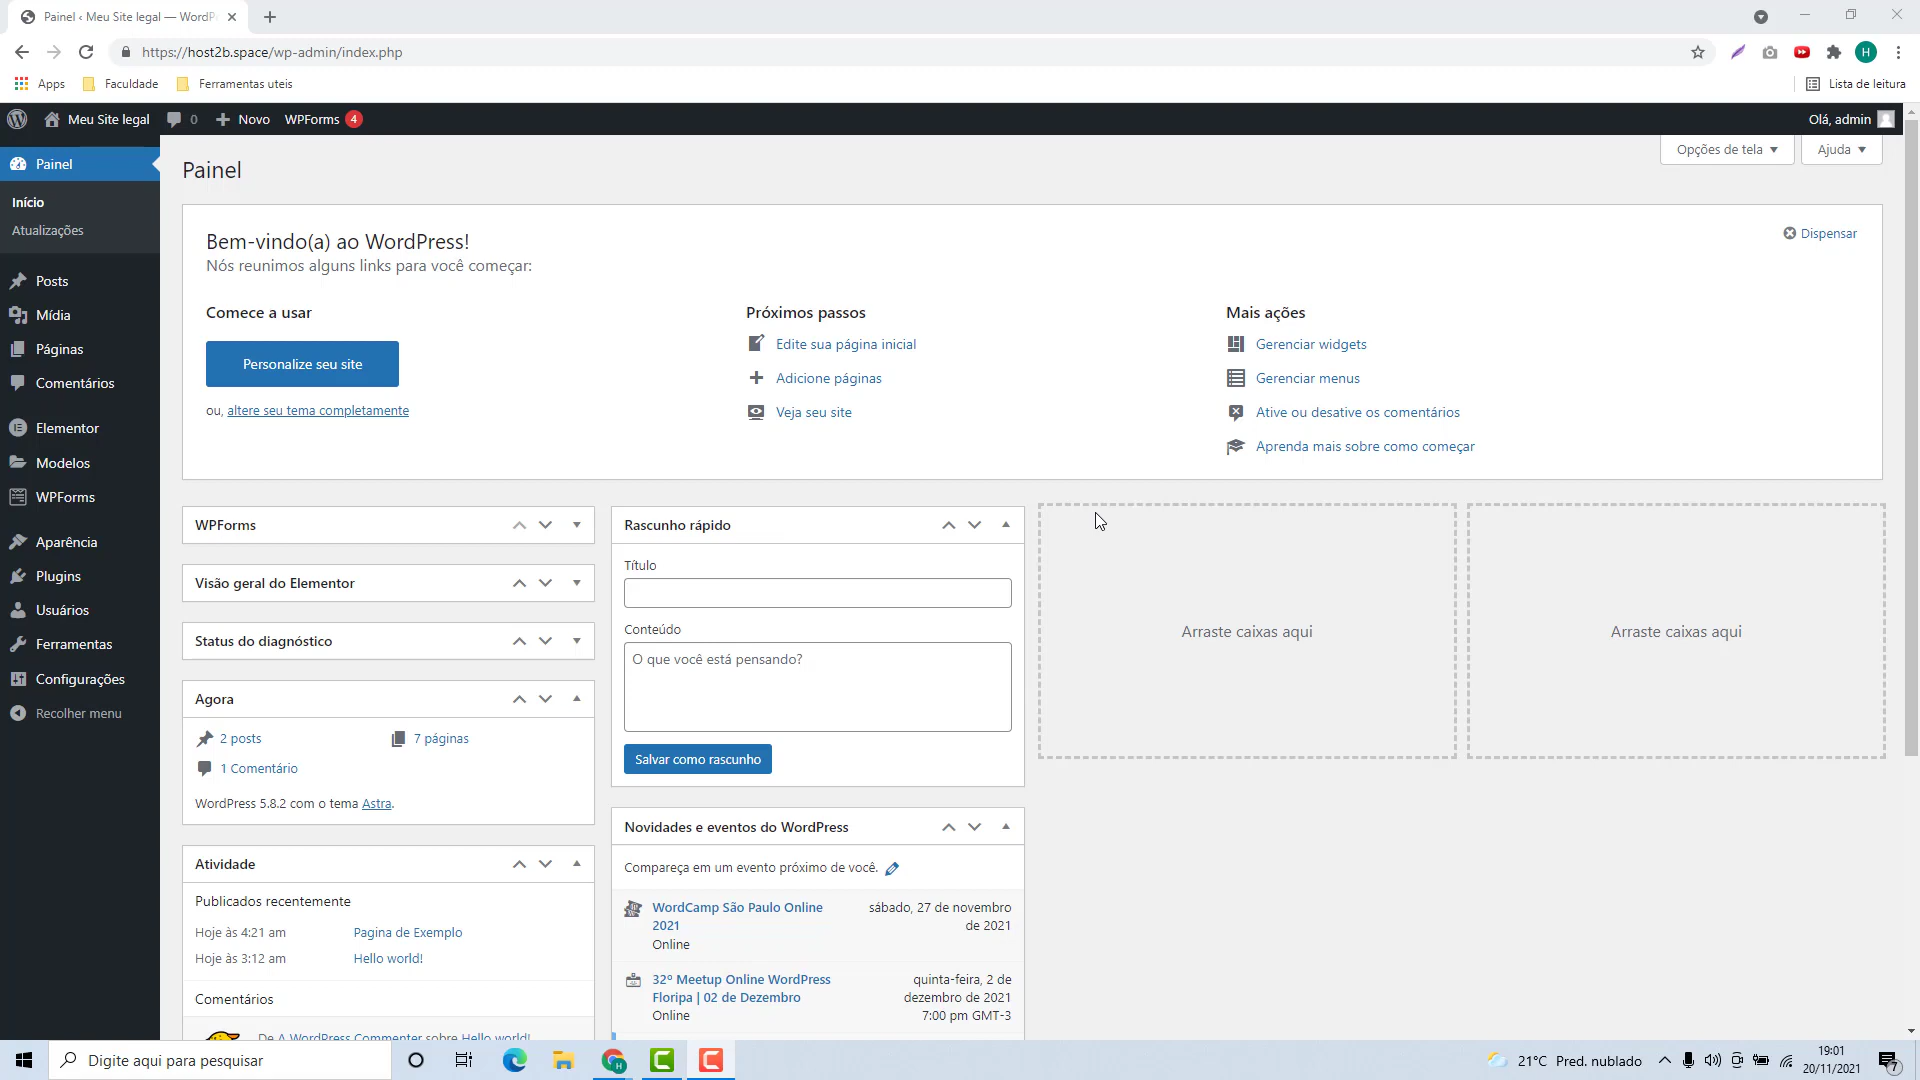 Painel ‹ Meu Site legal — WordP
https://host2b.space/wp-admin/index.php
H
Apps
Faculdade
Ferramentas uteis
Lista de leitura
Meu Site legal
0
Novo
WPForms 4
Olá, admin
Painel
Início
Atualizações
Posts
Mídia
Páginas
Comentários
Elementor
Modelos
WPForms
Aparência
Plugins
Usuários
Ferramentas
Configurações
Recolher menu
Painel
Opções de tela
Ajuda
Bem-vindo(a) ao WordPress!
Nós reunimos alguns links para você começar:
Dispensar
Comece a usar
Personalize seu site
ou, altere seu tema completamente
Próximos passos
Edite sua página inicial
Adicione páginas
Veja seu site
Mais ações
Gerenciar widgets
Gerenciar menus
Ative ou desative os comentários
Aprenda mais sobre como começar
WPForms
Visão geral do Elementor
Status do diagnóstico
Agora
2 posts
7 páginas
1 Comentário
WordPress 5.8.2 com o tema Astra.
Atividade
Publicados recentemente
Hoje às 4:21 am Pagina de Exemplo
Hoje às 3:12 am Hello world!
Comentários
De A WordPress Commenter sobre Hello world!
Rascunho rápido
Título
Conteúdo
O que você está pensando?
Salvar como rascunho
Novidades e eventos do WordPress
Compareça em um evento próximo de você.
WordCamp São Paulo Online
2021
Online
sábado, 27 de novembro
de 2021
32º Meetup Online WordPress
Floripa | 02 de Dezembro
Online
quinta-feira, 2 de
dezembro de 2021
7:00 pm GMT-3
Arraste caixas aqui
Arraste caixas aqui
Digite aqui para pesquisar
21°C Pred. nublado
19:01
20/11/2021
7